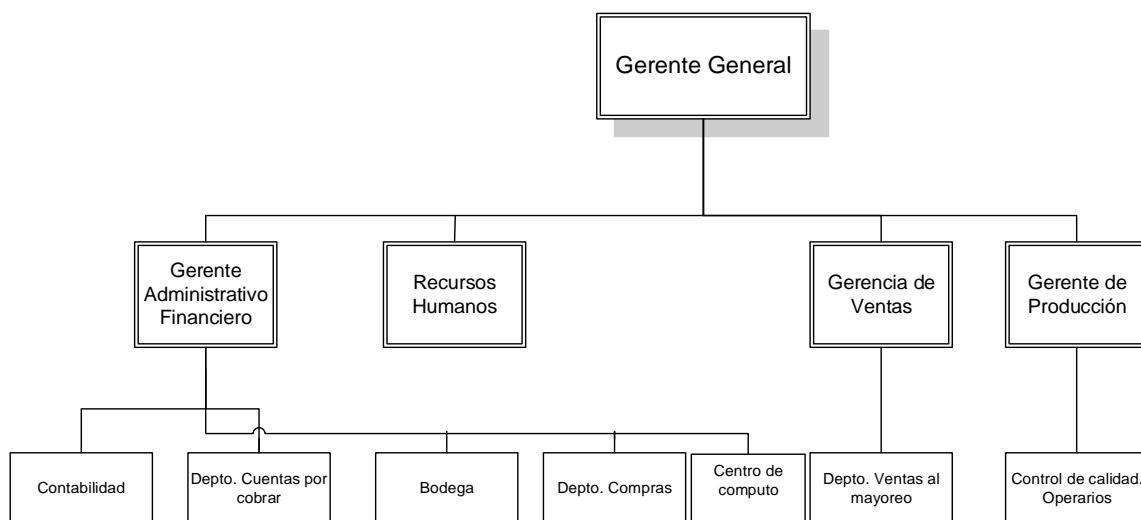 Gerente General
Gerente
Administrativo
Financiero
Recursos
Humanos
Gerencia de
Ventas
Gerente de
Producción
Contabilidad
Depto. Cuentas por
cobrar
Bodega
Depto. Compras
Centro de
computo
Depto. Ventas al
mayoreo
Control de calidad.
Operarios